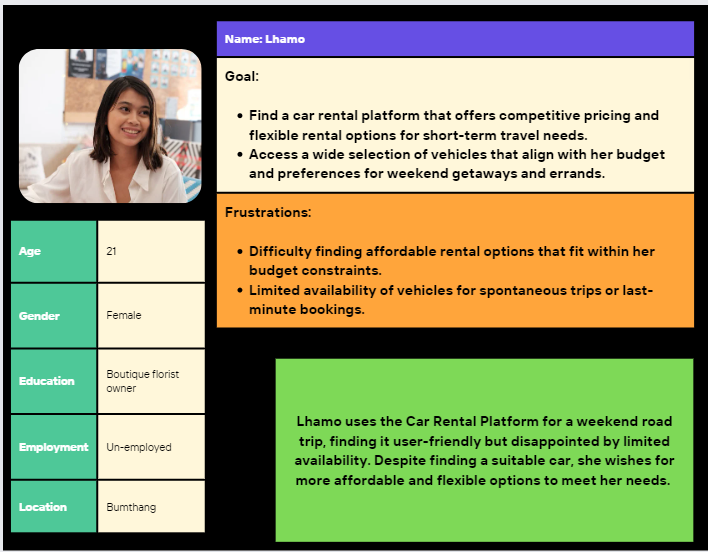 Name: Lhamo
Goal:
Find a car rental platform that offers competitive pricing and
flexible rental options for short-term travel needs.
Access a wide selection of vehicles that align with her budget
and preferences for weekend getaways and errands.
Frustrations:
Difficulty finding affordable rental options that fit within her
budget constraints.
Limited availability of vehicles for spontaneous trips or last-
minute bookings.
Age 21
Gender Female
Education Boutique florist
owner
Employment Un-employed
Location Bumthang
Lhamo uses the Car Rental Platform for a weekend road
trip, finding it user-friendly but disappointed by limited
availability. Despite finding a suitable car, she wishes for
more affordable and flexible options to meet her needs.